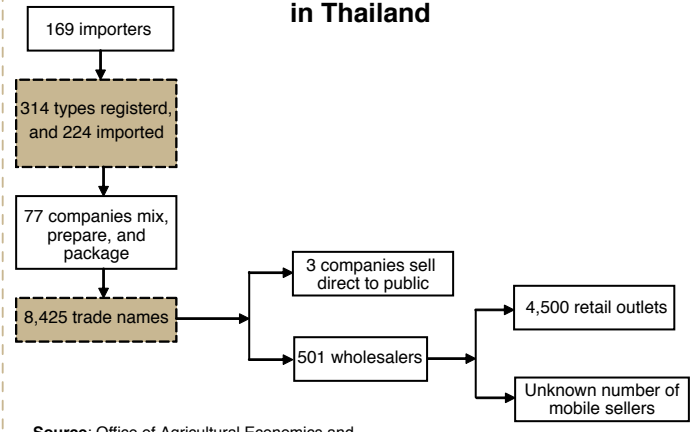 in Thailand
169 importers
314 types registerd,
and 224 imported
77 companies mix,
prepare, and
package
8,425 trade names
3 companies sell
direct to public
501 wholesalers
4,500 retail outlets
Unknown number of
mobile sellers
Source: Office of Agricultural Economics and